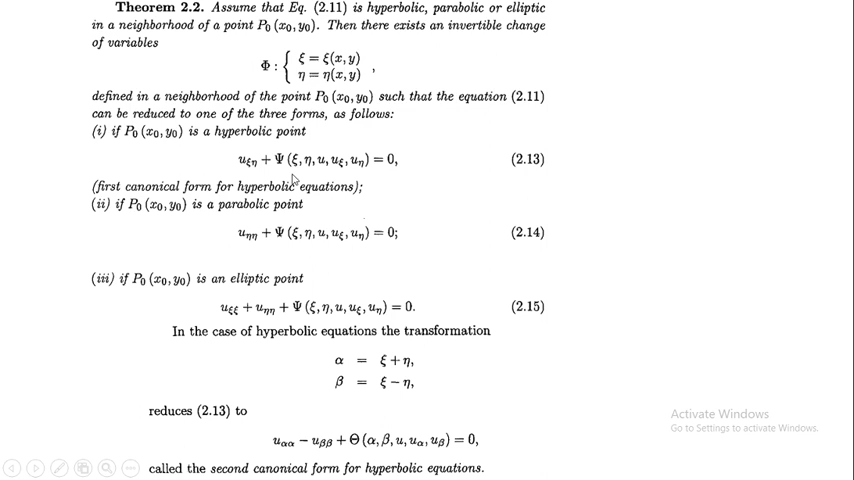 Theorem 2.2. Assume that Eq. (2.11) is hyperbolic, parabolic or elliptic
in a neighborhood of a point P₀ (x₀, y₀). Then there exists an invertible change
of variables
Φ : { ξ = ξ(x, y)
η = η(x, y) ,
defined in a neighborhood of the point P₀ (x₀, y₀) such that the equation (2.11)
can be reduced to one of the three forms, as follows:
(i) if P₀ (x₀, y₀) is a hyperbolic point
u_ξη + Ψ (ξ, η, u, u_ξ, u_η) = 0, (2.13)
(first canonical form for hyperbolic equations);
(ii) if P₀ (x₀, y₀) is a parabolic point
u_ηη + Ψ (ξ, η, u, u_ξ, u_η) = 0; (2.14)
(iii) if P₀ (x₀, y₀) is an elliptic point
u_ξξ + u_ηη + Ψ (ξ, η, u, u_ξ, u_η) = 0. (2.15)
In the case of hyperbolic equations the transformation
α = ξ + η,
β = ξ − η,
reduces (2.13) to
u_αα − u_ββ + Θ (α, β, u, u_α, u_β) = 0,
called the second canonical form for hyperbolic equations.
Activate Windows
Go to Settings to activate Windows.